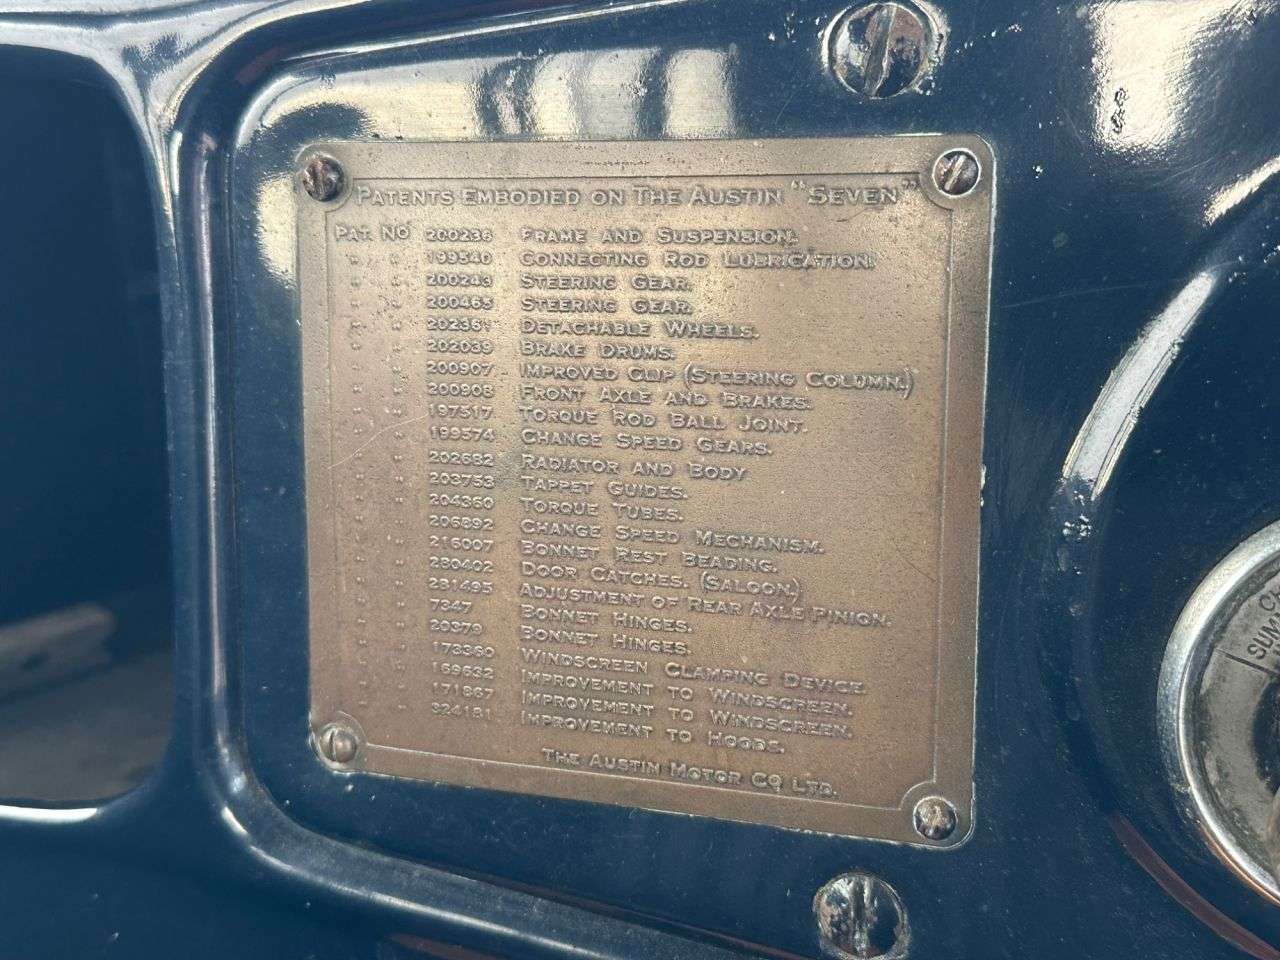 PATENTS EMBODIED ON THE AUSTIN "SEVEN"
PAT. NO 200236 FRAME AND SUSPENSION.
" " 199540 CONNECTING ROD LUBRICATION.
" " 200243 STEERING GEAR.
" " 200465 STEERING GEAR.
" " 202361 DETACHABLE WHEELS.
" " 202039 BRAKE DRUMS.
" " 200907 IMPROVED CLIP (STEERING COLUMN.)
" " 200808 FRONT AXLE AND BRAKES.
" " 197517 TORQUE ROD BALL JOINT.
" " 199574 CHANGE SPEED GEARS.
" " 202682 RADIATOR AND BODY
" " 203753 TAPPET GUIDES.
" " 204360 TORQUE TUBES.
" " 206892 CHANGE SPEED MECHANISM.
" " 216007 BONNET REST BEADING.
" " 280402 DOOR CATCHES. (SALOON.)
" " 231495 ADJUSTMENT OF REAR AXLE PINION.
" " 7347 BONNET HINGES.
" " 20379 BONNET HINGES.
" " 173360 WINDSCREEN CLAMPING DEVICE.
" " 169632 IMPROVEMENT TO WINDSCREEN.
" " 171867 IMPROVEMENT TO WINDSCREEN.
" " 324181 IMPROVEMENT TO HOODS.
THE AUSTIN MOTOR CO LTD.
SUM